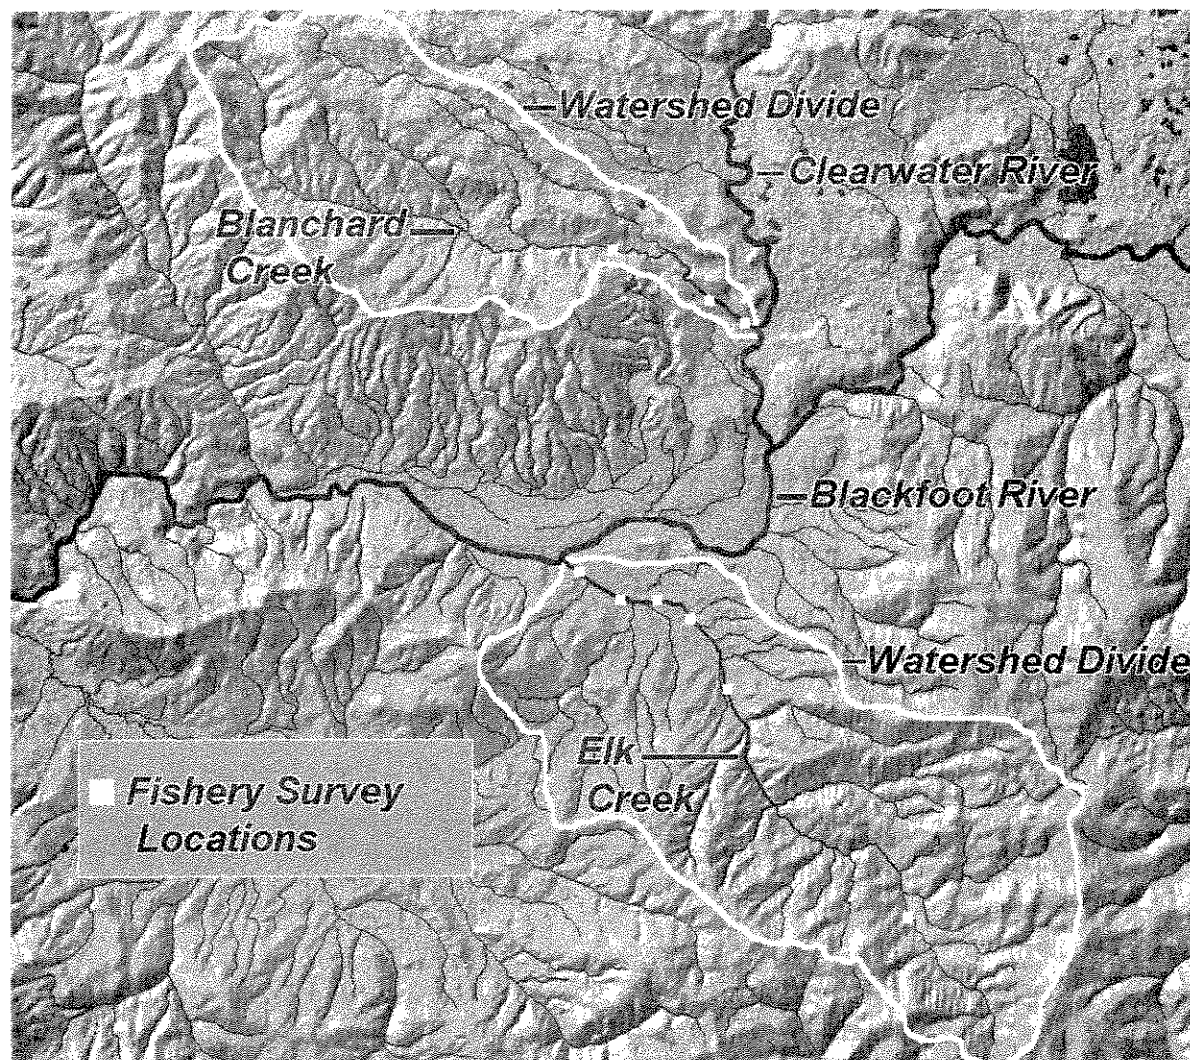 Watershed Divide
Clearwater River
Blanchard
Creek
N
Blackfoot River
Watershed Divide
Elk
Creek
Fishery Survey
Locations